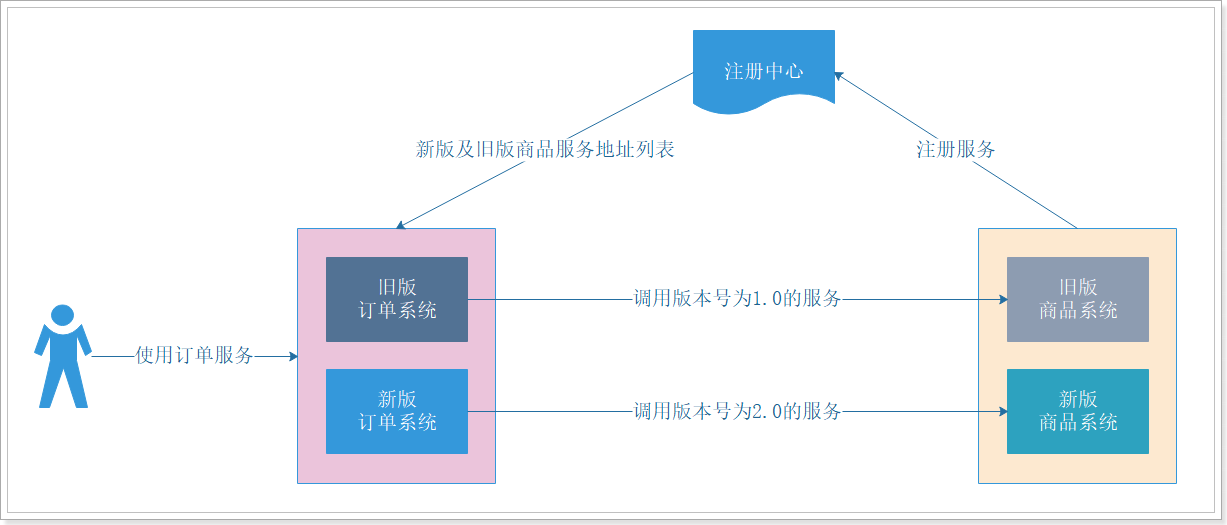 注册中心
新版及旧版商品服务地址列表
注册服务
旧版
订单系统
调用版本号为1.0的服务
旧版
商品系统
使用订单服务
新版
订单系统
调用版本号为2.0的服务
新版
商品系统